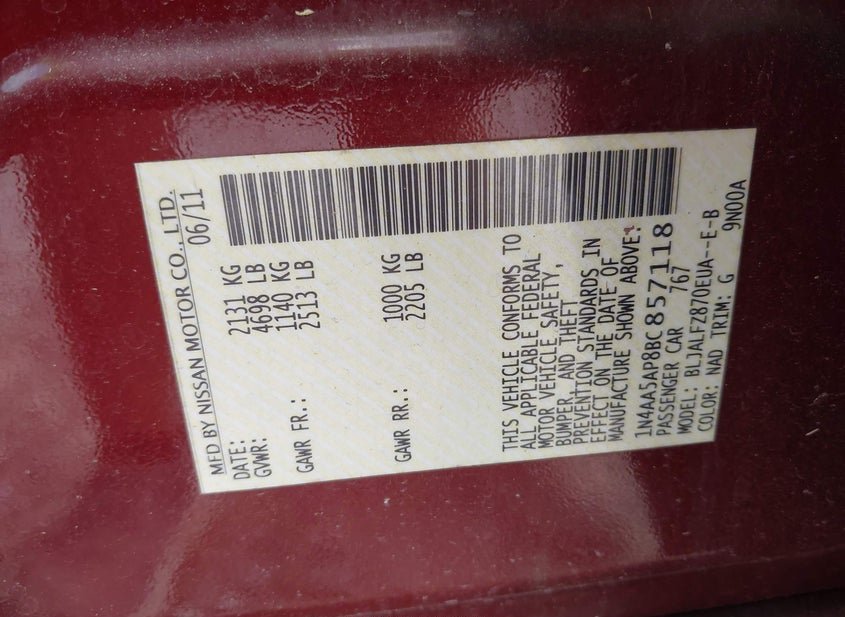 MFD BY NISSAN MOTOR CO., LTD.
DATE: 06/11
GVWR: 2131 KG
4698 LB
GAWR FR.: 1140 KG
2513 LB
GAWR RR.: 1000 KG
2205 LB
THIS VEHICLE CONFORMS TO
ALL APPLICABLE FEDERAL
MOTOR VEHICLE SAFETY,
BUMPER, AND THEFT
PREVENTION STANDARDS IN
EFFECT ON THE DATE OF
MANUFACTURE SHOWN ABOVE:
1N4AA5AP8BC857118
PASSENGER CAR 767
MODEL: BLJALFZ870EUA--E-B
COLOR: NAD TRIM: G 9N00A